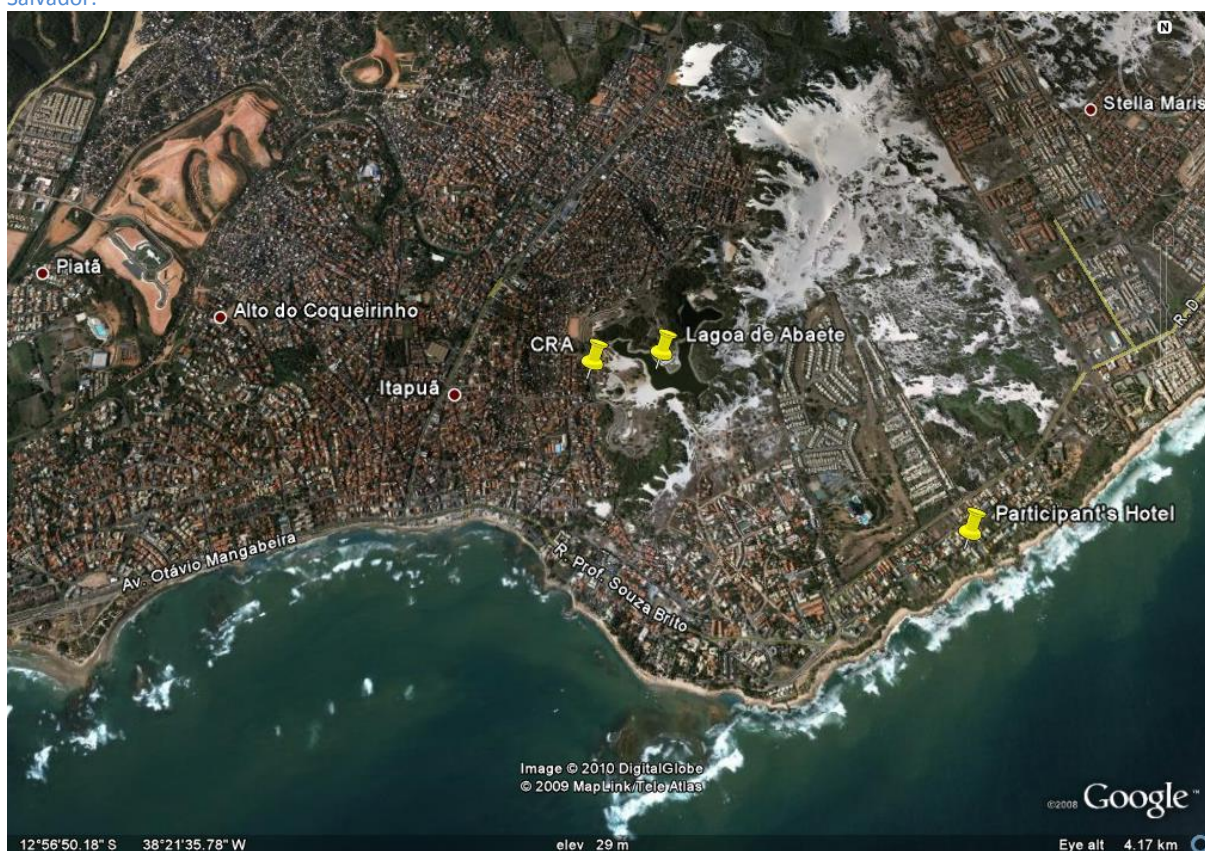 Salvador.
N
Stella Maris
Piatã
Alto do Coqueirinho
CRA
Lagoa de Abaete
R. D
Itapuã
Participant's Hotel
Av. Otávio Mangabeira
R. Prof. Souza Brito
Image © 2010 DigitalGlobe
© 2009 MapLink/Tele Atlas
©2008 Google™
12°56'50.18" S 38°21'35.78" W elev 29 m Eye alt 4.17 km